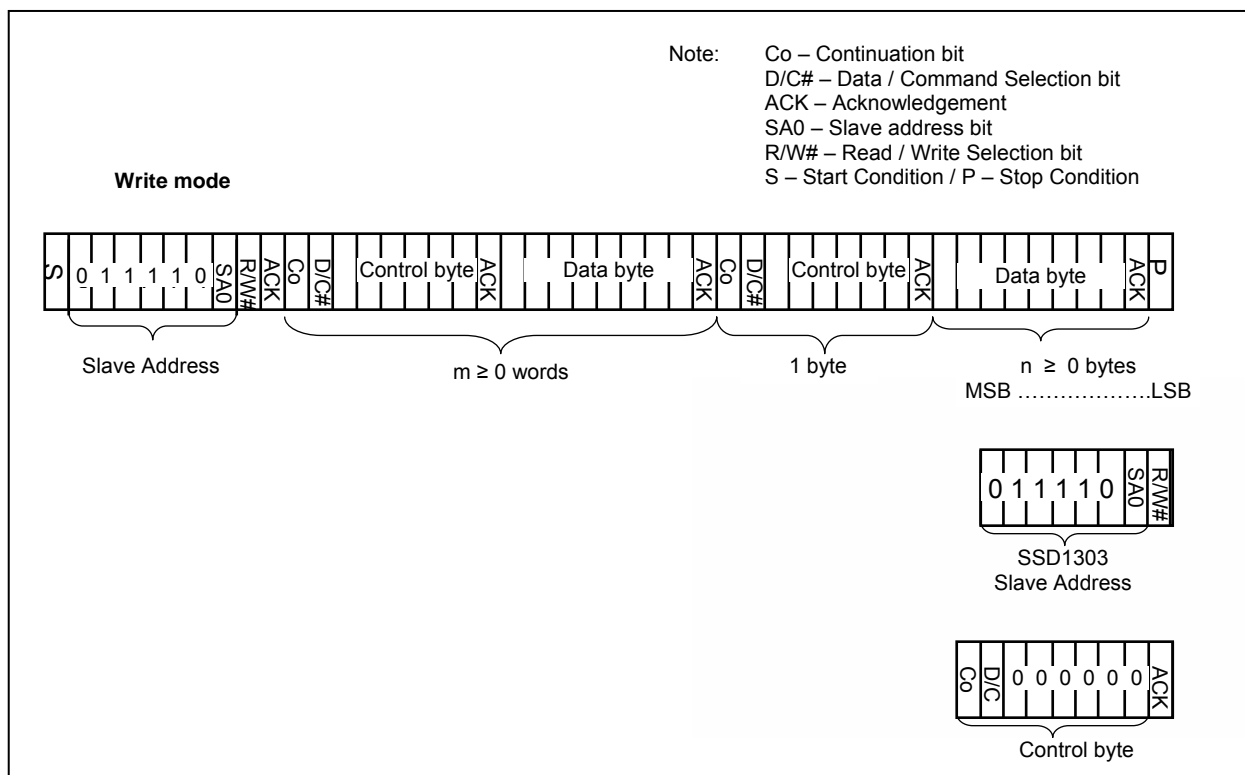 Note: Co – Continuation bit
D/C# – Data / Command Selection bit
ACK – Acknowledgement
SA0 – Slave address bit
R/W# – Read / Write Selection bit
S – Start Condition / P – Stop Condition
Write mode
S 0 1 1 1 1 0 SA0 R/W# ACK Co D/C# Control byte ACK Data byte ACK Co D/C# Control byte ACK Data byte ACK P
Slave Address m ≥ 0 words 1 byte n ≥ 0 bytes
MSB ………………..LSB
0 1 1 1 1 0 SA0 R/W#
SSD1303
Slave Address
Co D/C 0 0 0 0 0 0 ACK
Control byte